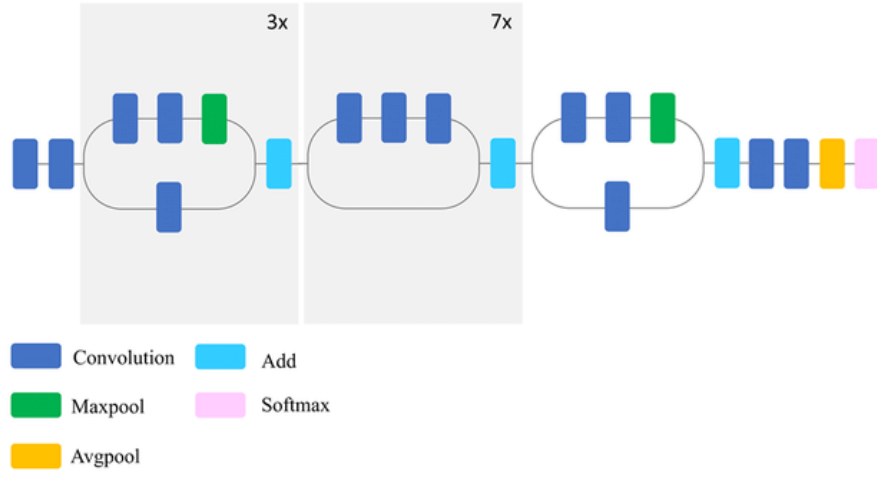 3x
7x
Convolution
Add
Maxpool
Softmax
Avgpool